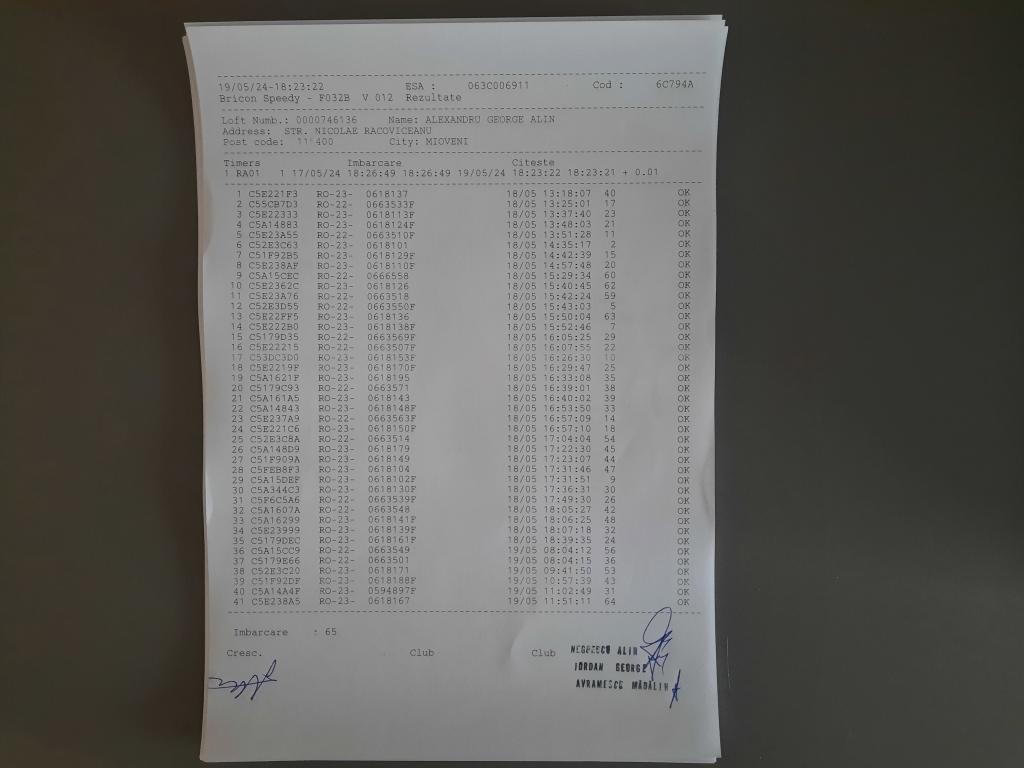 19/05/24-18:23:22 ESA : 063C006911 Cod : 6C794A
Bricon Speedy - F032B V 012 Rezultate
Loft Numb.: 0000746136 Name: ALEXANDRU GEORGE ALIN
Address: STR. NICOLAE RACOVICEANU
Post code: 115400 City: MIOVENI
Timers Imbarcare Citeste
1 RA01 1 17/05/24 18:26:49 18:26:49 19/05/24 18:23:22 18:23:21 + 0.01
1 C5E221F3 RO-23- 0618137 18/05 13:18:07 40 OK
2 C55CB7D3 RO-22- 0663533F 18/05 13:25:01 17 OK
3 C5E22333 RO-23- 0618113F 18/05 13:37:40 23 OK
4 C5A14883 RO-23- 0618124F 18/05 13:48:03 21 OK
5 C5E23A55 RO-22- 0663510F 18/05 13:51:28 11 OK
6 C52E3C63 RO-23- 0618101 18/05 14:35:17 2 OK
7 C51F92B5 RO-23- 0618129F 18/05 14:42:39 15 OK
8 C5E238AF RO-23- 0618110F 18/05 14:57:48 20 OK
9 C5A15CEC RO-22- 0666558 18/05 15:29:34 60 OK
10 C5E2362C RO-23- 0618126 18/05 15:40:45 62 OK
11 C5E23A76 RO-22- 0663518 18/05 15:42:24 59 OK
12 C52E3D55 RO-22- 0663550F 18/05 15:43:03 5 OK
13 C5E22FF5 RO-23- 0618136 18/05 15:50:04 63 OK
14 C5E222B0 RO-23- 0618138F 18/05 15:52:46 7 OK
15 C5179D35 RO-22- 0663569F 18/05 16:05:25 29 OK
16 C5E22215 RO-22- 0663507F 18/05 16:07:55 22 OK
17 C53DC3D0 RO-23- 0618153F 18/05 16:26:30 10 OK
18 C5E2219F RO-23- 0618170F 18/05 16:29:47 25 OK
19 C5A1621F RO-23- 0618195 18/05 16:33:08 35 OK
20 C5179C93 RO-22- 0663571 18/05 16:39:01 38 OK
21 C5A161A5 RO-23- 0618143 18/05 16:40:02 39 OK
22 C5A14843 RO-23- 0618148F 18/05 16:53:50 33 OK
23 C5E237A9 RO-22- 0663563F 18/05 16:57:09 14 OK
24 C5E221C6 RO-23- 0618150F 18/05 16:57:10 18 OK
25 C52E3C8A RO-22- 0663514 18/05 17:04:04 54 OK
26 C5A148D9 RO-23- 0618179 18/05 17:22:30 45 OK
27 C51F909A RO-23- 0618149 18/05 17:23:07 44 OK
28 C5FEB8F3 RO-23- 0618104 18/05 17:31:46 47 OK
29 C5A15DEF RO-23- 0618102F 18/05 17:31:51 9 OK
30 C5A344C3 RO-23- 0618130F 18/05 17:36:31 30 OK
31 C5F6C5A6 RO-22- 0663539F 18/05 17:49:30 26 OK
32 C5A1607A RO-22- 0663548 18/05 18:05:27 42 OK
33 C5A16299 RO-23- 0618141F 18/05 18:06:25 48 OK
34 C5E23999 RO-23- 0618139F 18/05 18:07:18 32 OK
35 C5179DEC RO-23- 0618161F 18/05 18:39:35 24 OK
36 C5A15CC9 RO-22- 0663549 19/05 08:04:12 56 OK
37 C5179E66 RO-22- 0663501 19/05 08:04:15 36 OK
38 C52E3C20 RO-23- 0618171 19/05 09:41:50 53 OK
39 C51F92DF RO-23- 0618188F 19/05 10:57:39 43 OK
40 C5A14A4F RO-23- 0594897F 19/05 11:02:49 31 OK
41 C5E238A5 RO-23- 0618167 19/05 11:51:11 64 OK
Imbarcare : 65
Cresc. Club Club NEGRESCU ALIN
IORDAN GEORGE
AVRAMESCU MĂDĂLIN